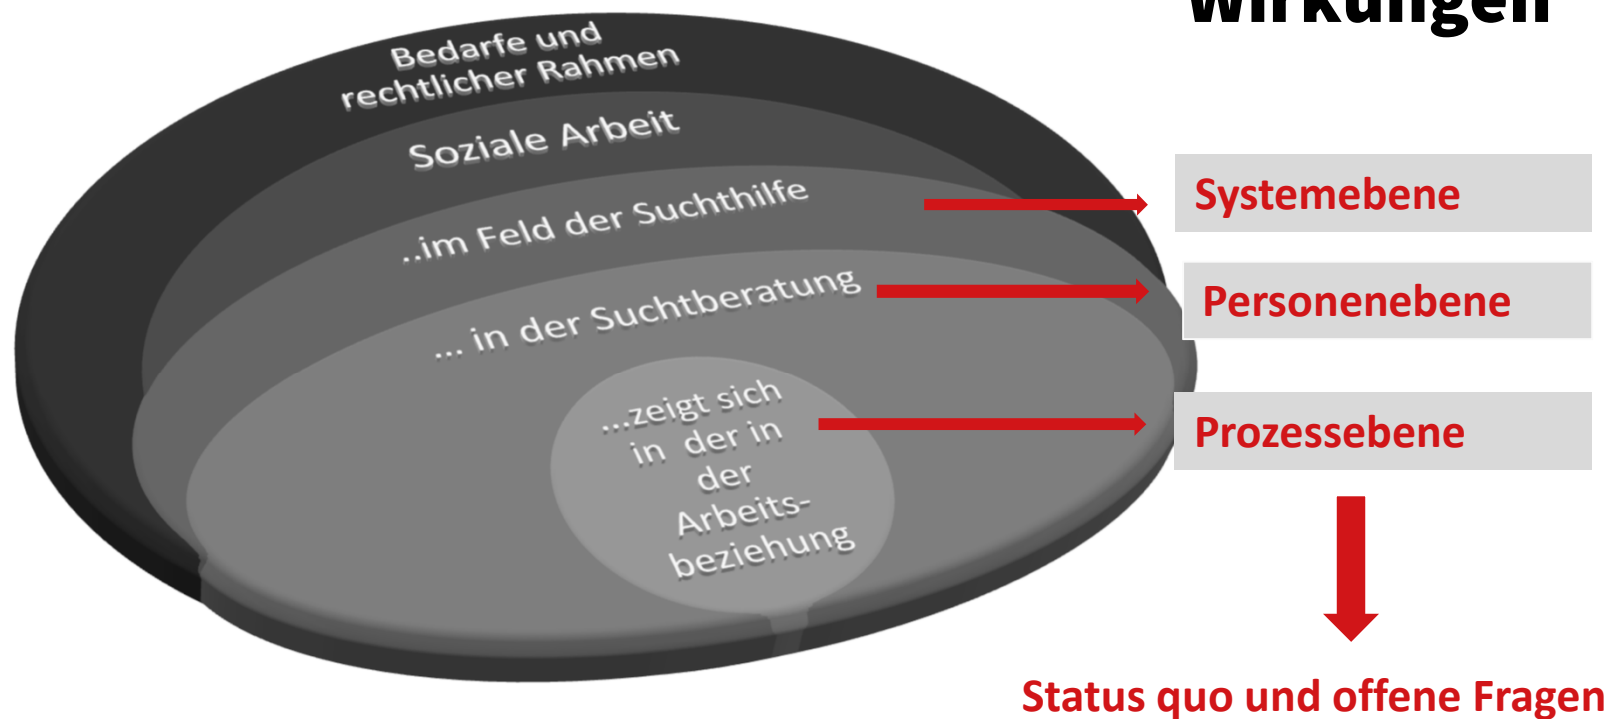 wirkungen
Bedarfe und
rechtlicher Rahmen
Soziale Arbeit
..im Feld der Suchthilfe
... in der Suchtberatung
...zeigt sich
in der in
der
Arbeits-
beziehung
Systemebene
Personenebene
Prozessebene
Status quo und offene Fragen